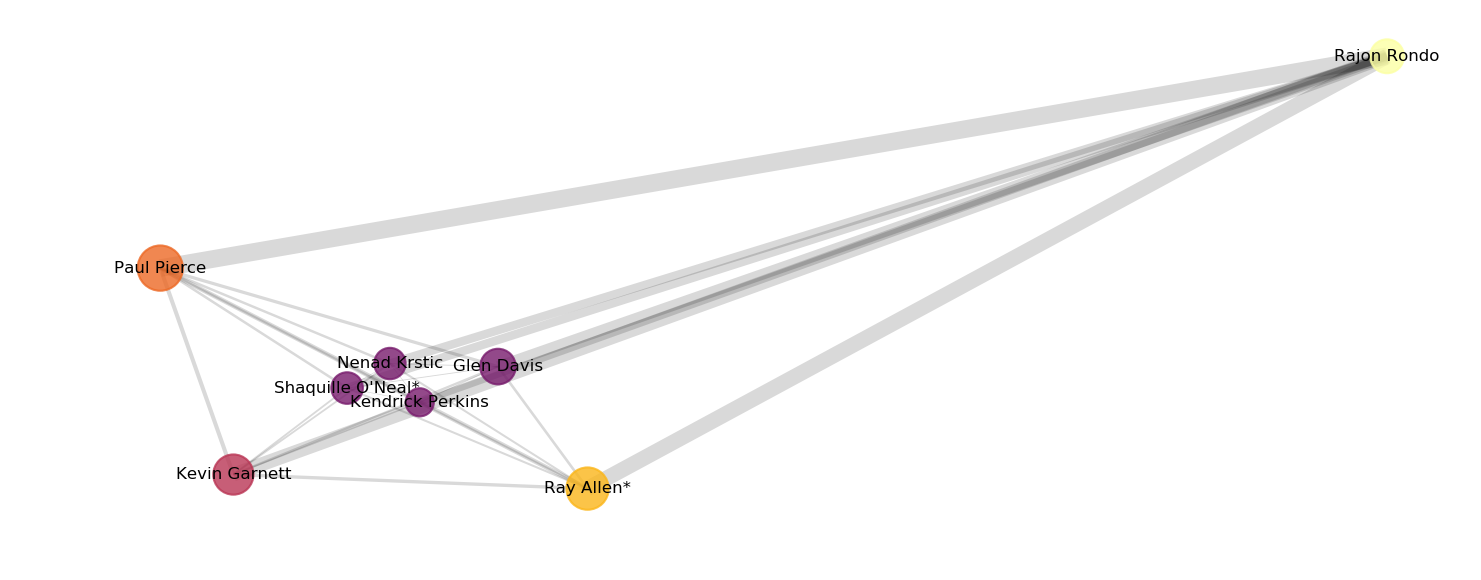 Rajon Rondo
Paul Pierce
Nenad Krstic
Glen Davis
Shaquille O'Neal*
Kendrick Perkins
Kevin Garnett
Ray Allen*